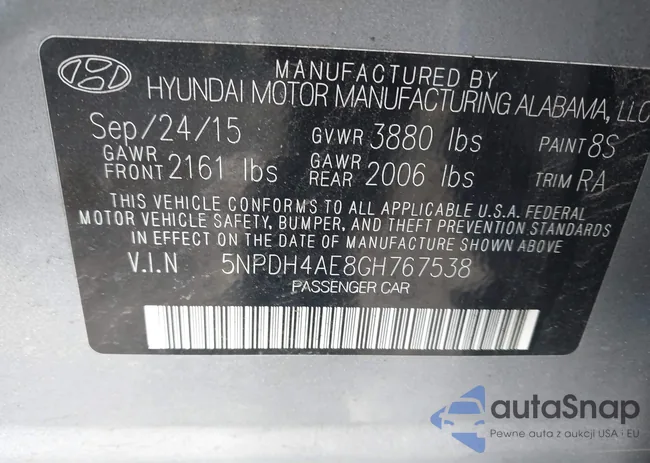 MANUFACTURED BY
HYUNDAI MOTOR MANUFACTURING ALABAMA, LLC
Sep/24/15 GVWR 3880 lbs PAINT 8S
GAWR FRONT 2161 lbs GAWR REAR 2006 lbs TRIM RA
THIS VEHICLE CONFORMS TO ALL APPLICABLE U.S.A. FEDERAL
MOTOR VEHICLE SAFETY, BUMPER, AND THEFT PREVENTION STANDARDS
IN EFFECT ON THE DATE OF MANUFACTURE SHOWN ABOVE
V.I.N 5NPDH4AE8GH767538
PASSENGER CAR
autoSnap
Pewne auta z aukcji USA - EU